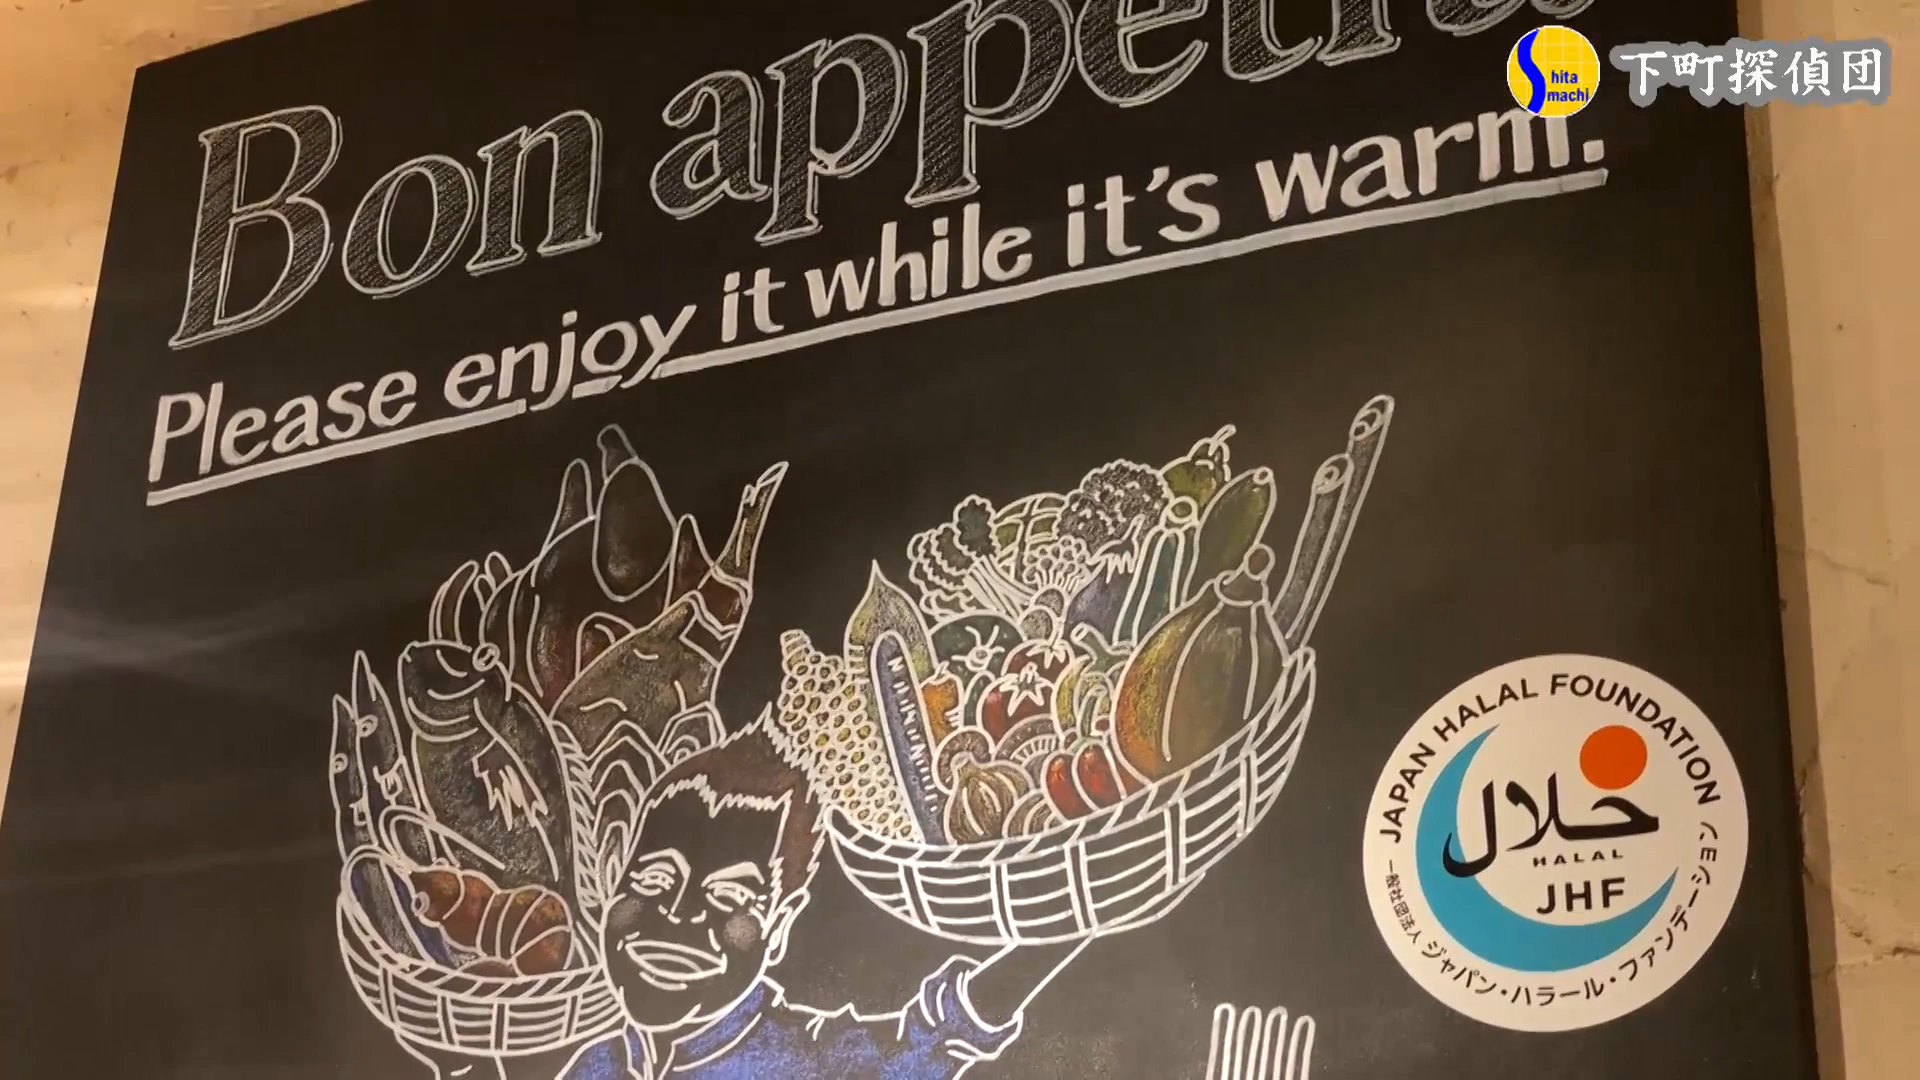 Bon appétit
Please enjoy it while it's warm.
Shita
machi
下町探偵団
JAPAN HALAL FOUNDATION
حلال
HALAL
JHF
一般社団法人 ジャパン・ハラール・ファンデーション